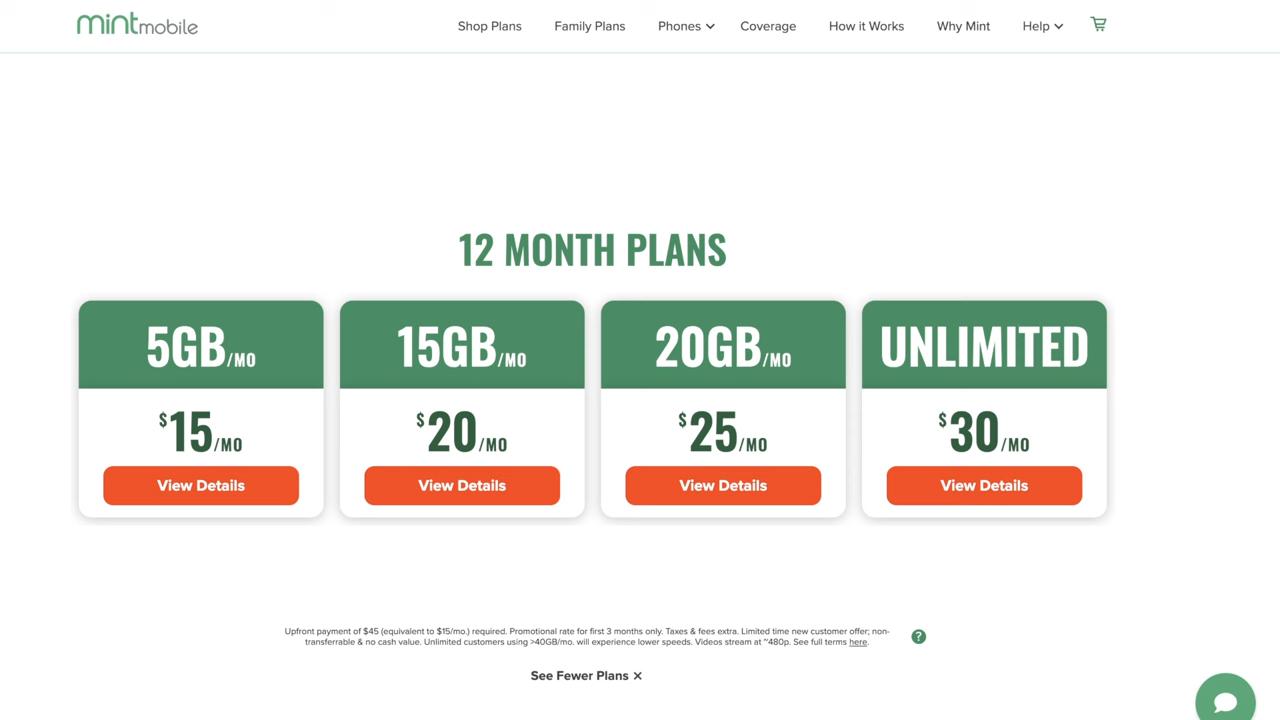 mintmobile
Shop Plans
Family Plans
Phones
Coverage
How it Works
Why Mint
Help
12 MONTH PLANS
5GB/MO
$15/MO
View Details
15GB/MO
$20/MO
View Details
20GB/MO
$25/MO
View Details
UNLIMITED
$30/MO
View Details
Upfront payment of $45 (equivalent to $15/mo.) required. Promotional rate for first 3 months only. Taxes & fees extra. Limited time new customer offer; non-
transferrable & no cash value. Unlimited customers using >40GB/mo. will experience lower speeds. Videos stream at ~480p. See full terms here.
?
See Fewer Plans ✕